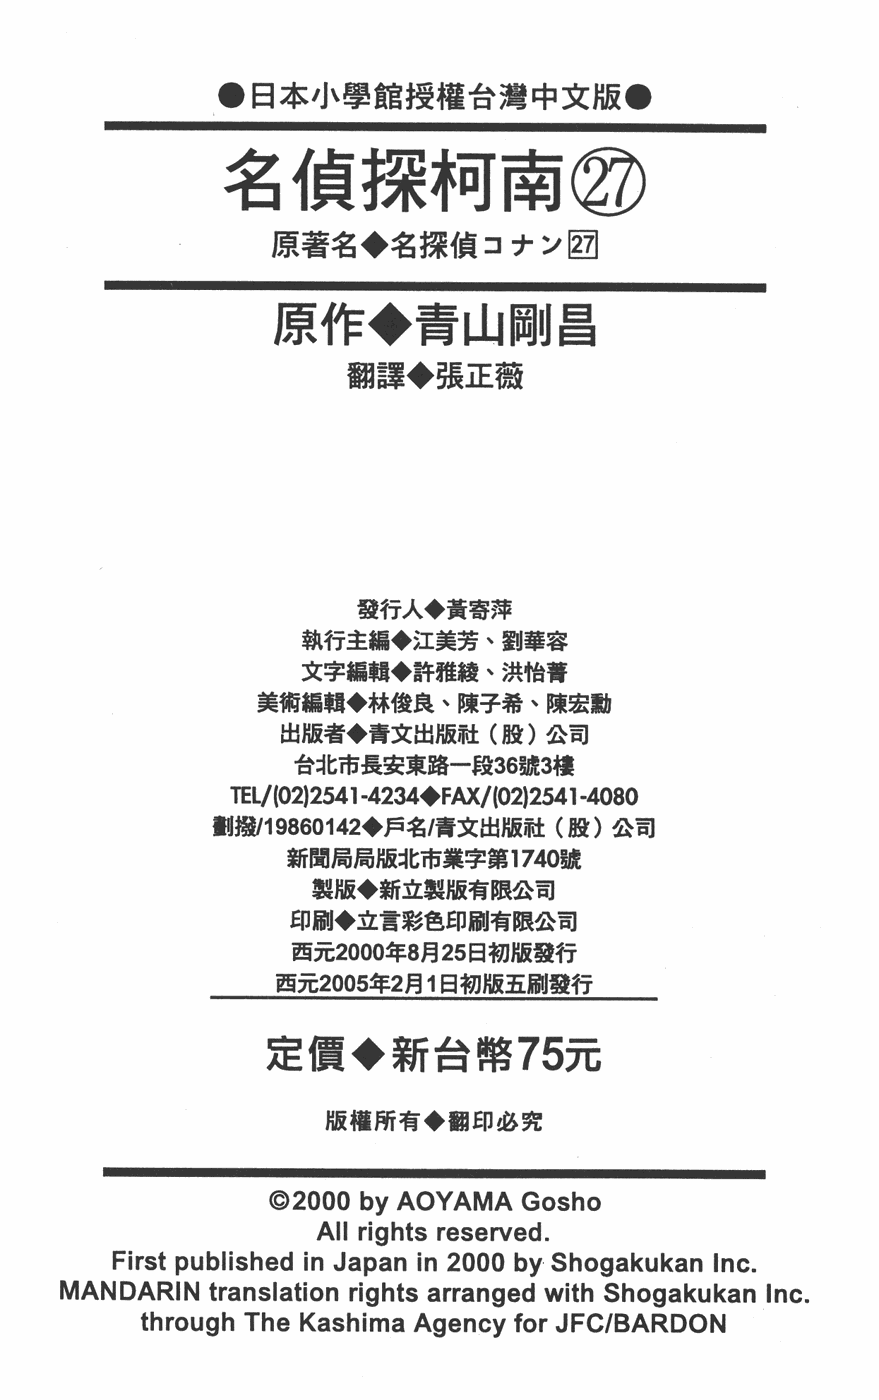 ●日本小學館授權台灣中文版●
名偵探柯南㉗
原著名◆名探偵コナン27
原作◆青山剛昌
翻譯◆張正薇
發行人◆黃寄萍
執行主編◆江美芳、劉華容
文字編輯◆許雅綾、洪怡菁
美術編輯◆林俊良、陳子希、陳宏勳
出版者◆青文出版社（股）公司
台北市長安東路一段36號3樓
TEL/(02)2541-4234◆FAX/(02)2541-4080
劃撥/19860142◆戶名/青文出版社（股）公司
新聞局局版北市業字第1740號
製版◆新立製版有限公司
印刷◆立言彩色印刷有限公司
西元2000年8月25日初版發行
西元2005年2月1日初版五刷發行
定價◆新台幣75元
版權所有◆翻印必究
©2000 by AOYAMA Gosho
All rights reserved.
First published in Japan in 2000 by Shogakukan Inc.
MANDARIN translation rights arranged with Shogakukan Inc.
through The Kashima Agency for JFC/BARDON